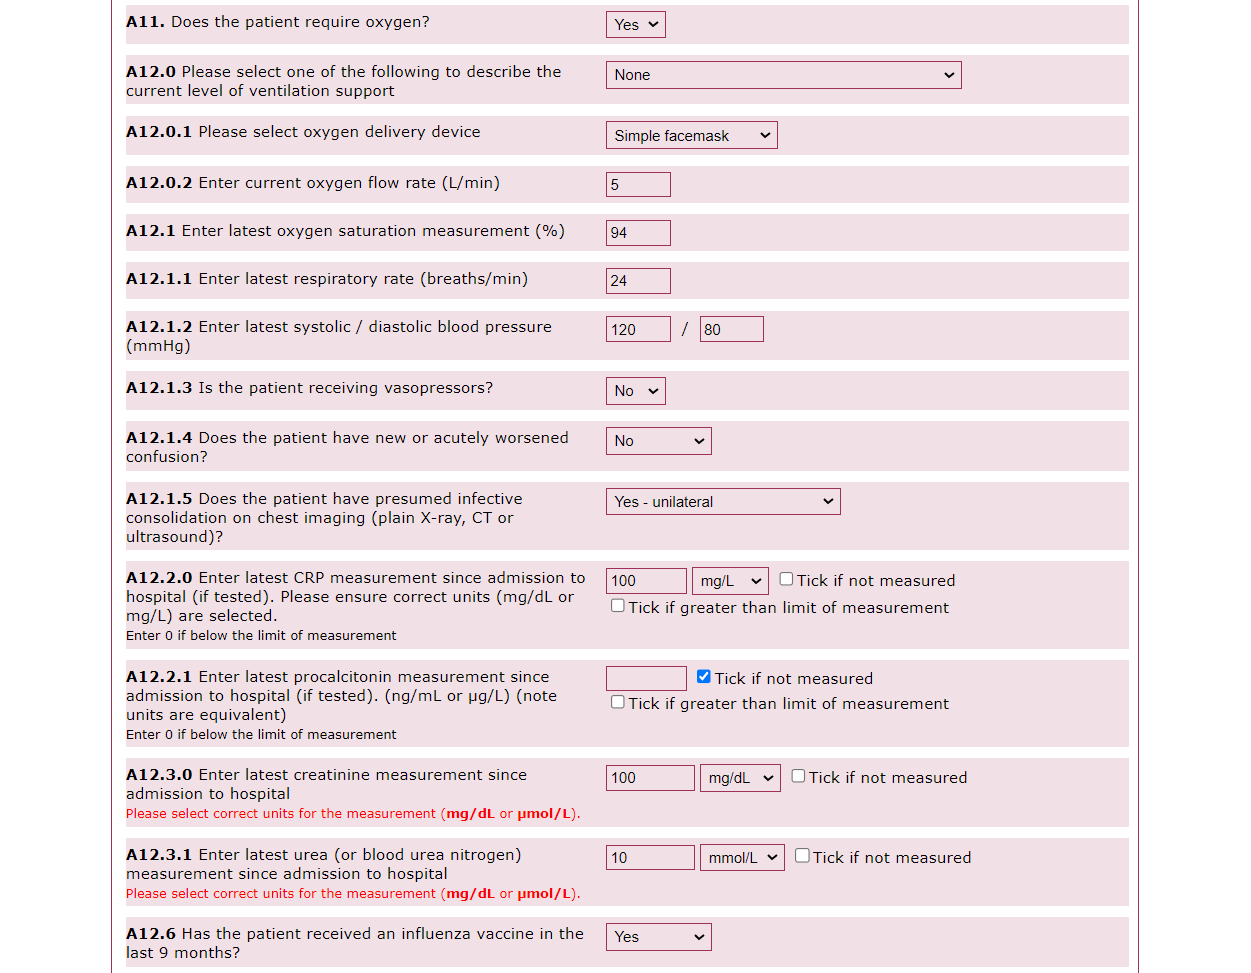 A11. Does the patient require oxygen? Yes
A12.0 Please select one of the following to describe the None
current level of ventilation support
A12.0.1 Please select oxygen delivery device Simple facemask
A12.0.2 Enter current oxygen flow rate (L/min) 5
A12.1 Enter latest oxygen saturation measurement (%) 94
A12.1.1 Enter latest respiratory rate (breaths/min) 24
A12.1.2 Enter latest systolic / diastolic blood pressure 120 / 80
(mmHg)
A12.1.3 Is the patient receiving vasopressors? No
A12.1.4 Does the patient have new or acutely worsened No
confusion?
A12.1.5 Does the patient have presumed infective Yes - unilateral
consolidation on chest imaging (plain X-ray, CT or
ultrasound)?
A12.2.0 Enter latest CRP measurement since admission to 100 mg/L Tick if not measured
hospital (if tested). Please ensure correct units (mg/dL or Tick if greater than limit of measurement
mg/L) are selected.
Enter 0 if below the limit of measurement
A12.2.1 Enter latest procalcitonin measurement since Tick if not measured
admission to hospital (if tested). (ng/mL or µg/L) (note Tick if greater than limit of measurement
units are equivalent)
Enter 0 if below the limit of measurement
A12.3.0 Enter latest creatinine measurement since 100 mg/dL Tick if not measured
admission to hospital
Please select correct units for the measurement (mg/dL or µmol/L).
A12.3.1 Enter latest urea (or blood urea nitrogen) 10 mmol/L Tick if not measured
measurement since admission to hospital
Please select correct units for the measurement (mg/dL or µmol/L).
A12.6 Has the patient received an influenza vaccine in the Yes
last 9 months?